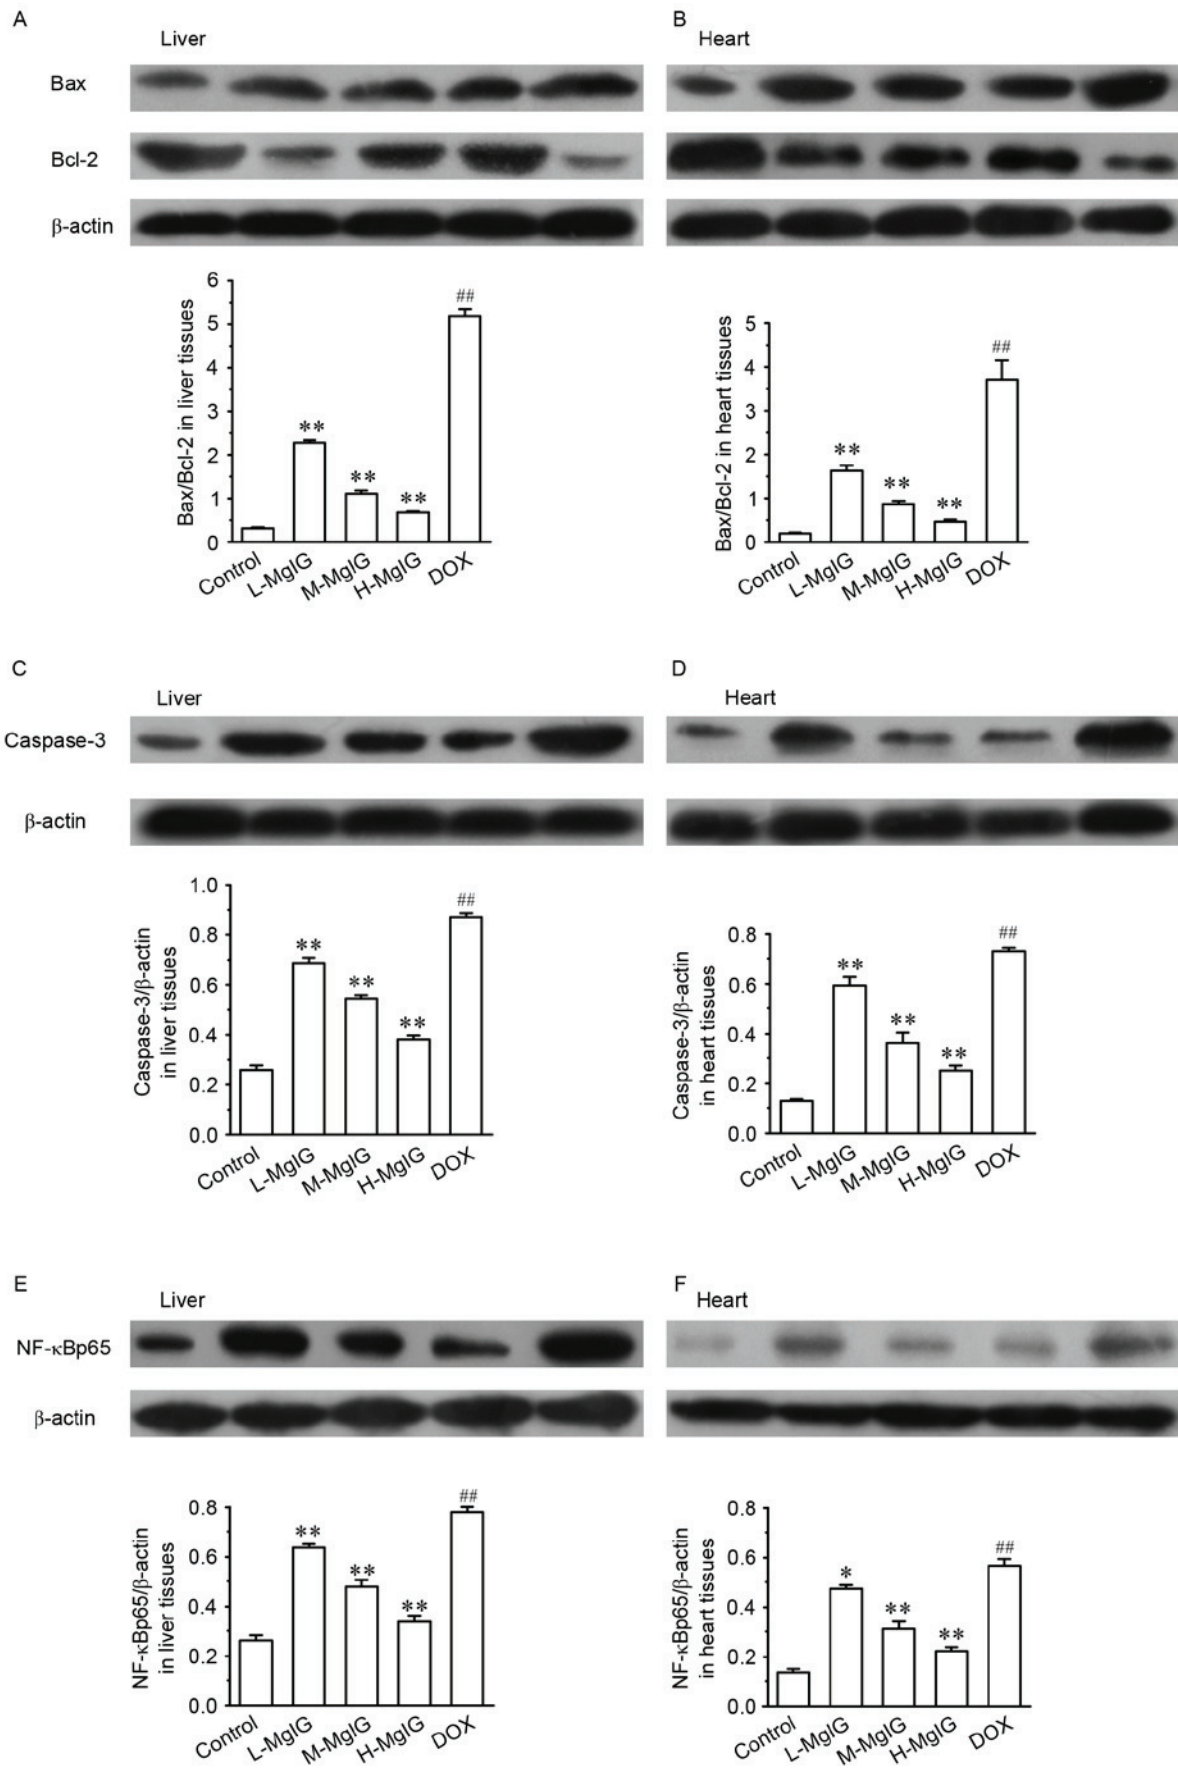 A
Liver
Bax
Bcl-2
β-actin
Bax/Bcl-2 in liver tissues
6
5
4
3
2
1
0
**
**
**
##
Control
L-MgIG
M-MgIG
H-MgIG
DOX
B
Heart
Bax/Bcl-2 in heart tissues
5
4
3
2
1
0
**
**
**
##
Control
L-MgIG
M-MgIG
H-MgIG
DOX
C
Liver
Caspase-3
β-actin
Caspase-3/β-actin
in liver tissues
1.0
0.8
0.6
0.4
0.2
0.0
**
**
**
##
Control
L-MgIG
M-MgIG
H-MgIG
DOX
D
Heart
Caspase-3/β-actin
in heart tissues
0.8
0.6
0.4
0.2
0.0
**
**
**
##
Control
L-MgIG
M-MgIG
H-MgIG
DOX
E
Liver
NF-κBp65
β-actin
NF-κBp65/β-actin
in liver tissues
0.8
0.6
0.4
0.2
0.0
**
**
**
##
Control
L-MgIG
M-MgIG
H-MgIG
DOX
F
Heart
NF-κBp65/β-actin
in heart tissues
0.8
0.6
0.4
0.2
0.0
*
**
**
##
Control
L-MgIG
M-MgIG
H-MgIG
DOX